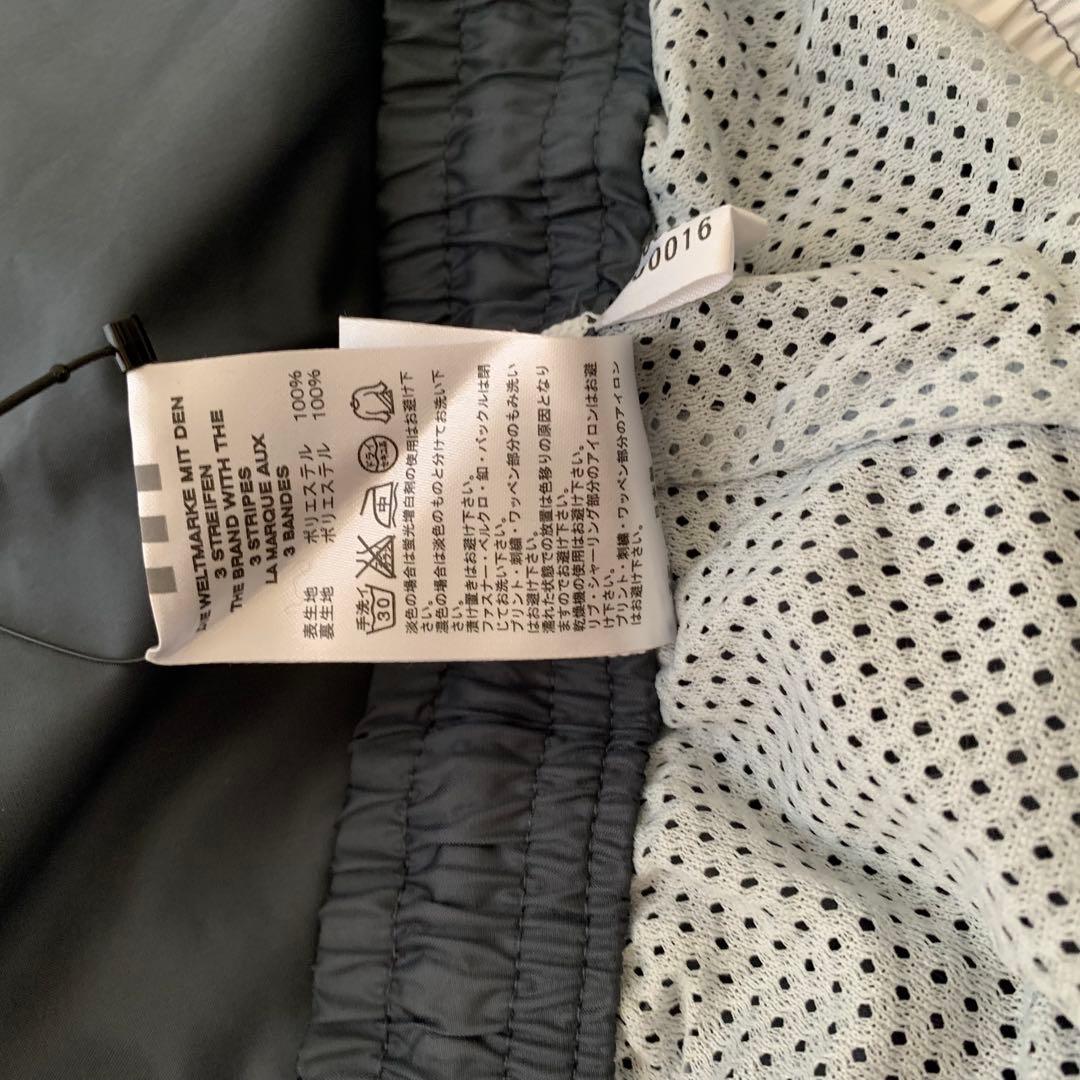 DIE WELTMARKE MIT DEN
3 STREIFEN
THE BRAND WITH THE
3 STRIPES
LA MARQUE AUX
3 BANDES
表生地 ポリエステル 100%
裏生地 ポリエステル 100%
手洗イ
30
中
ドライ
淡色の場合は蛍光増白剤の使用はお避け下
さい。
濃色の場合は淡色のものと分けてお洗い下
さい。
漬け置きはお避け下さい。
ファスナー・ベルクロ・釦・バックルは閉
じてお洗い下さい。
プリント・刺繍・ワッペン部分のもみ洗い
はお避け下さい。
濡れた状態での放置は色移りの原因となり
ますのでお避け下さい。
乾燥機の使用はお避け下さい。
リブ・シャーリング部分のアイロンはお避
け下さい。
プリント・刺繍・ワッペン部分のアイロン
はお避け下さい。
0016